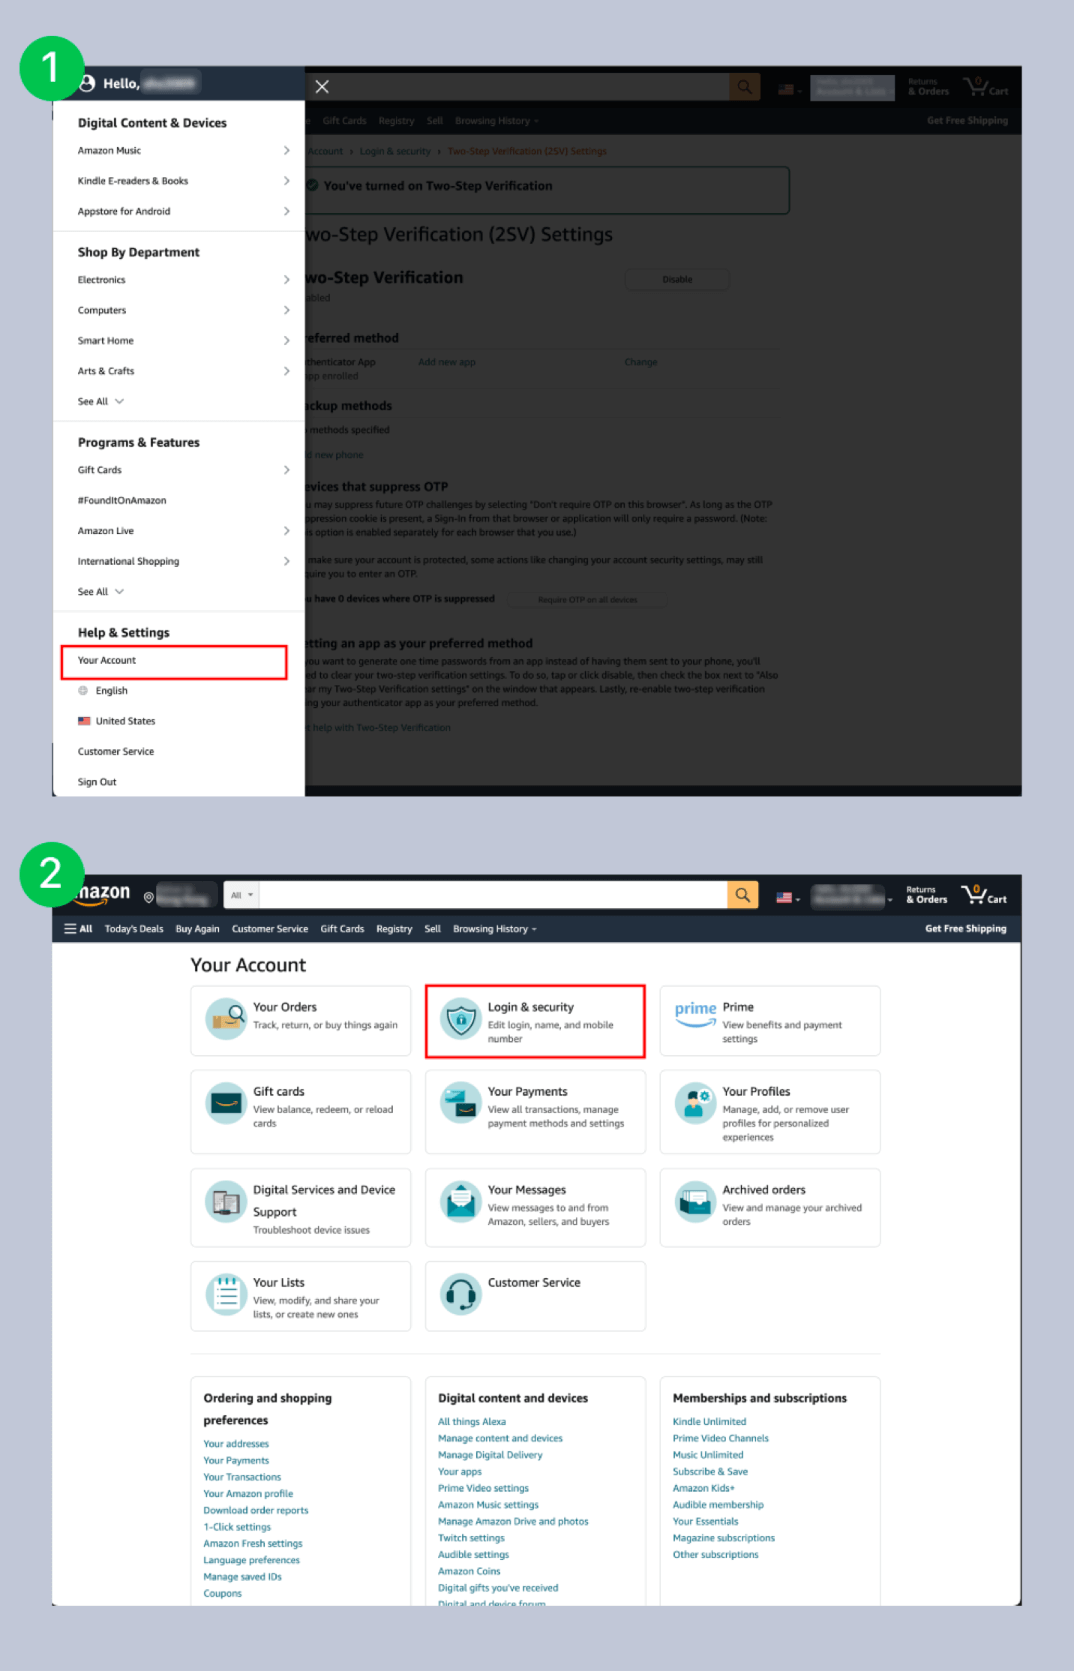 1
Hello,
Digital Content & Devices
Amazon Music
Kindle E-readers & Books
Appstore for Android
Shop By Department
Electronics
Computers
Smart Home
Arts & Crafts
See All
Programs & Features
Gift Cards
#FoundItOnAmazon
Amazon Live
International Shopping
See All
Help & Settings
Your Account
English
United States
Customer Service
Sign Out
Returns
& Orders
0
Cart
Gift Cards Registry Sell Browsing History
Get Free Shipping
Account › Login & security › Two-Step Verification (2SV) Settings
You've turned on Two-Step Verification
wo-Step Verification (2SV) Settings
wo-Step Verification
abled
Disable
eferred method
thenticator App
pp enrolled
Add new app
Change
ckup methods
methods specified
d new phone
vices that suppress OTP
u may suppress future OTP challenges by selecting "Don't require OTP on this browser". As long as the OTP
ppression cookie is present, a Sign-In from that browser or application will only require a password. (Note:
is option is enabled separately for each browser that you use.)
make sure your account is protected, some actions like changing your account security settings, may still
quire you to enter an OTP.
u have 0 devices where OTP is suppressed
Require OTP on all devices
tting an app as your preferred method
you want to generate one time passwords from an app instead of having them sent to your phone, you'll
ed to clear your two-step verification settings. To do so, tap or click disable, then check the box next to "Also
ar my Two-Step Verification settings" on the window that appears. Lastly, re-enable two-step verification
ng your authenticator app as your preferred method.
t help with Two-Step Verification
2
mazon
All
Returns
& Orders
0
Cart
All Today's Deals Buy Again Customer Service Gift Cards Registry Sell Browsing History
Get Free Shipping
Your Account
Your Orders
Track, return, or buy things again
Login & security
Edit login, name, and mobile
number
prime
Prime
View benefits and payment
settings
Gift cards
View balance, redeem, or reload
cards
Your Payments
View all transactions, manage
payment methods and settings
Your Profiles
Manage, add, or remove user
profiles for personalized
experiences
Digital Services and Device
Support
Troubleshoot device issues
Your Messages
View messages to and from
Amazon, sellers, and buyers
Archived orders
View and manage your archived
orders
Your Lists
View, modify, and share your
lists, or create new ones
Customer Service
Ordering and shopping
preferences
Your addresses
Your Payments
Your Transactions
Your Amazon profile
Download order reports
1-Click settings
Amazon Fresh settings
Language preferences
Manage saved IDs
Coupons
Digital content and devices
All things Alexa
Manage content and devices
Manage Digital Delivery
Your apps
Prime Video settings
Amazon Music settings
Manage Amazon Drive and photos
Twitch settings
Audible settings
Amazon Coins
Digital gifts you've received
Digital and device forum
Memberships and subscriptions
Kindle Unlimited
Prime Video Channels
Music Unlimited
Subscribe & Save
Amazon Kids+
Audible membership
Your Essentials
Magazine subscriptions
Other subscriptions